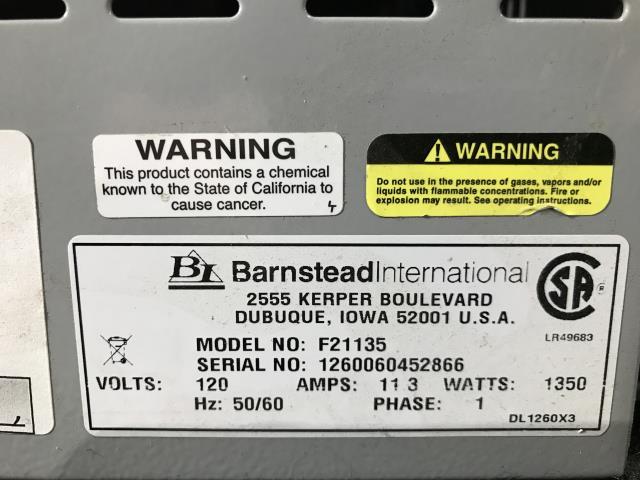 WARNING
This product contains a chemical
known to the State of California to
cause cancer.
WARNING
Do not use in the presence of gases, vapors and/or
liquids with flammable concentrations. Fire or
explosion may result. See operating instructions.
BI BarnsteadInternational
2555 KERPER BOULEVARD
DUBUQUE, IOWA 52001 U.S.A.
MODEL NO: F21135
SERIAL NO: 1260060452866
VOLTS: 120 AMPS: 11 3 WATTS: 1350
Hz: 50/60 PHASE: 1
SA
LR49683
DL1260X3